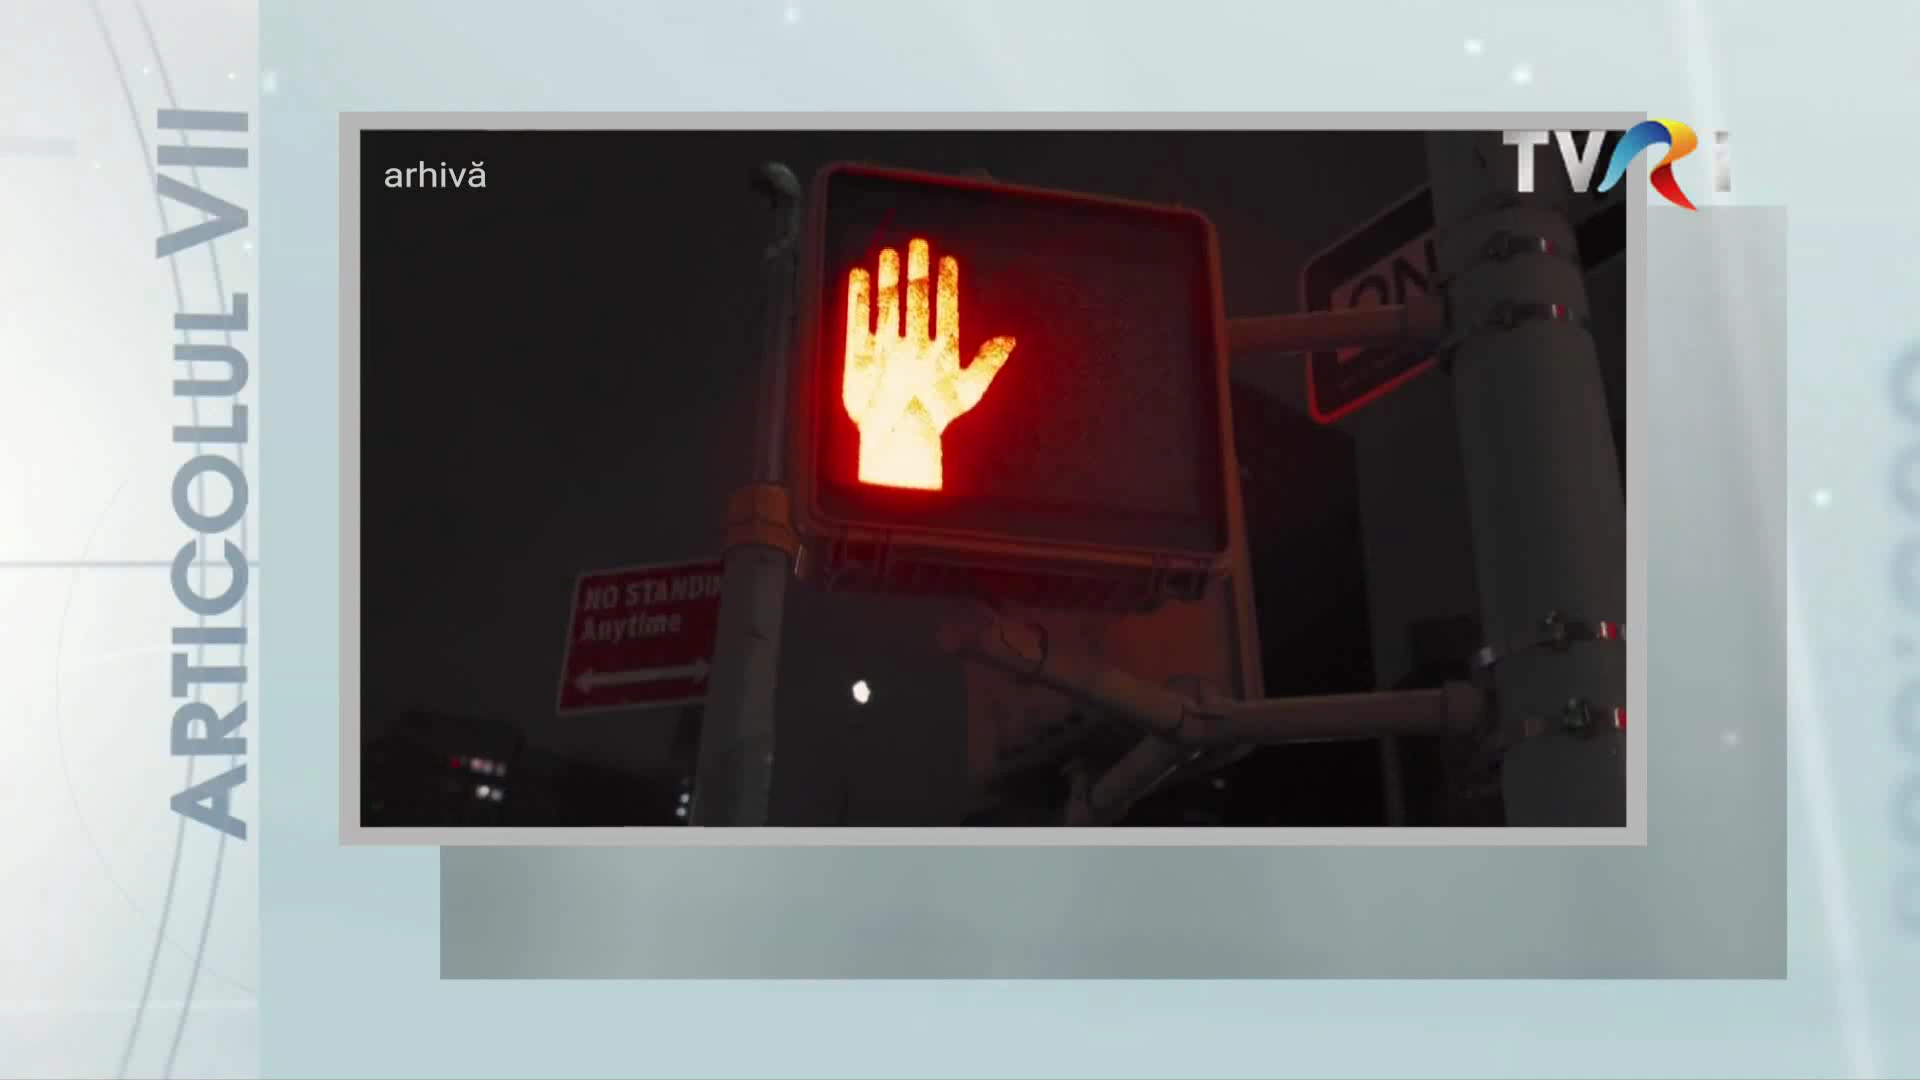 ARTICOLUL VII
arhivă
TVR i
NO STANDIN
Anytime
ON